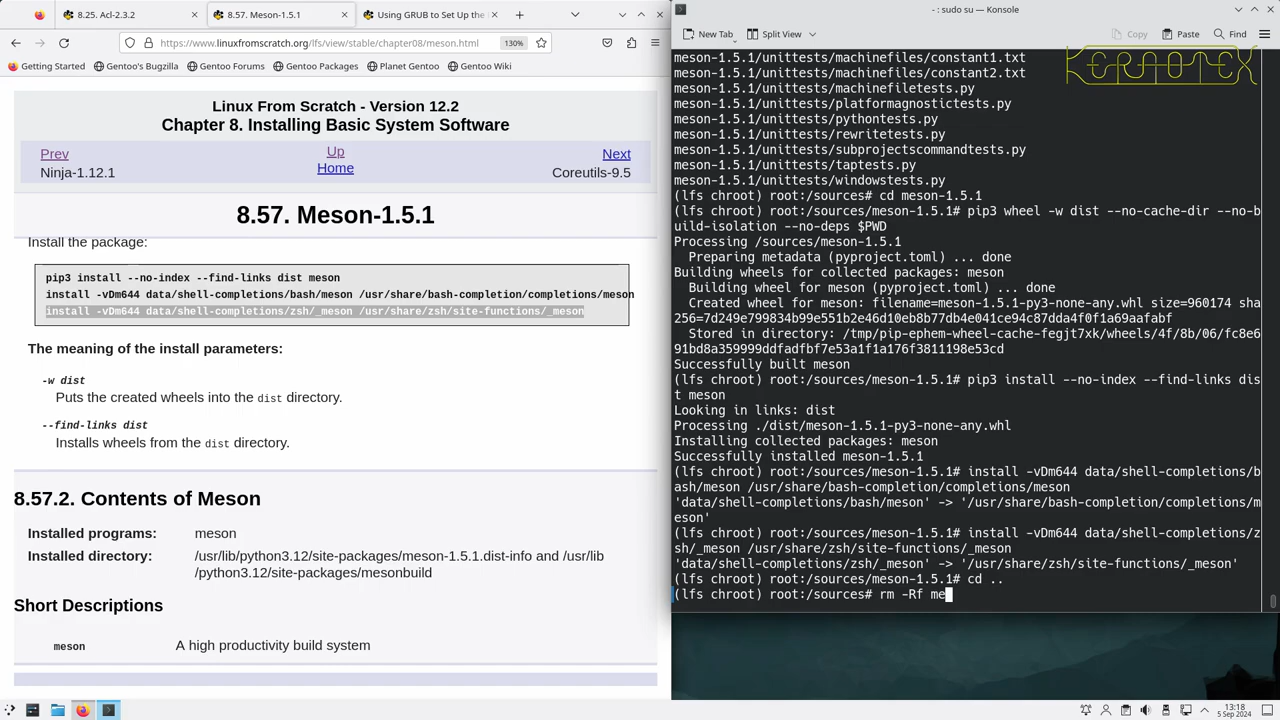 8.25. Acl-2.3.2
8.57. Meson-1.5.1
Using GRUB to Set Up the
https://www.linuxfromscratch.org/lfs/view/stable/chapter08/meson.html
130%
Getting Started
Gentoo's Bugzilla
Gentoo Forums
Gentoo Packages
Planet Gentoo
Gentoo Wiki
Linux From Scratch - Version 12.2
Chapter 8. Installing Basic System Software
Prev
Up
Next
Ninja-1.12.1
Home
Coreutils-9.5
8.57. Meson-1.5.1
Install the package:
pip3 install --no-index --find-links dist meson
install -vDm644 data/shell-completions/bash/meson /usr/share/bash-completion/completions/meson
install -vDm644 data/shell-completions/zsh/_meson /usr/share/zsh/site-functions/_meson
The meaning of the install parameters:
-w dist
Puts the created wheels into the dist directory.
--find-links dist
Installs wheels from the dist directory.
8.57.2. Contents of Meson
Installed programs: meson
Installed directory: /usr/lib/python3.12/site-packages/meson-1.5.1.dist-info and /usr/lib
/python3.12/site-packages/mesonbuild
Short Descriptions
meson A high productivity build system
- : sudo su — Konsole
New Tab
Split View
Copy
Paste
Find
KERNOTEX
meson-1.5.1/unittests/machinefiles/constant1.txt
meson-1.5.1/unittests/machinefiles/constant2.txt
meson-1.5.1/unittests/machinefiletests.py
meson-1.5.1/unittests/platformagnostictests.py
meson-1.5.1/unittests/pythontests.py
meson-1.5.1/unittests/rewritetests.py
meson-1.5.1/unittests/subprojectscommandtests.py
meson-1.5.1/unittests/taptests.py
meson-1.5.1/unittests/windowstests.py
(lfs chroot) root:/sources# cd meson-1.5.1
(lfs chroot) root:/sources/meson-1.5.1# pip3 wheel -w dist --no-cache-dir --no-b
uild-isolation --no-deps $PWD
Processing /sources/meson-1.5.1
Preparing metadata (pyproject.toml) ... done
Building wheels for collected packages: meson
Building wheel for meson (pyproject.toml) ... done
Created wheel for meson: filename=meson-1.5.1-py3-none-any.whl size=960174 sha
256=7d249e799834b99e551b2e46d10eb8b77db4e041ce94c87dda4f0f1a69aafabf
Stored in directory: /tmp/pip-ephem-wheel-cache-fegjt7xk/wheels/4f/8b/06/fc8e6
91bd8a359999ddfadfbf7e53a1f1a176f3811198e53cd
Successfully built meson
(lfs chroot) root:/sources/meson-1.5.1# pip3 install --no-index --find-links dis
t meson
Looking in links: dist
Processing ./dist/meson-1.5.1-py3-none-any.whl
Installing collected packages: meson
Successfully installed meson-1.5.1
(lfs chroot) root:/sources/meson-1.5.1# install -vDm644 data/shell-completions/b
ash/meson /usr/share/bash-completion/completions/meson
'data/shell-completions/bash/meson' -> '/usr/share/bash-completion/completions/m
eson'
(lfs chroot) root:/sources/meson-1.5.1# install -vDm644 data/shell-completions/z
sh/_meson /usr/share/zsh/site-functions/_meson
'data/shell-completions/zsh/_meson' -> '/usr/share/zsh/site-functions/_meson'
(lfs chroot) root:/sources/meson-1.5.1# cd ..
(lfs chroot) root:/sources# rm -Rf me
13:18
5 Sep 2024